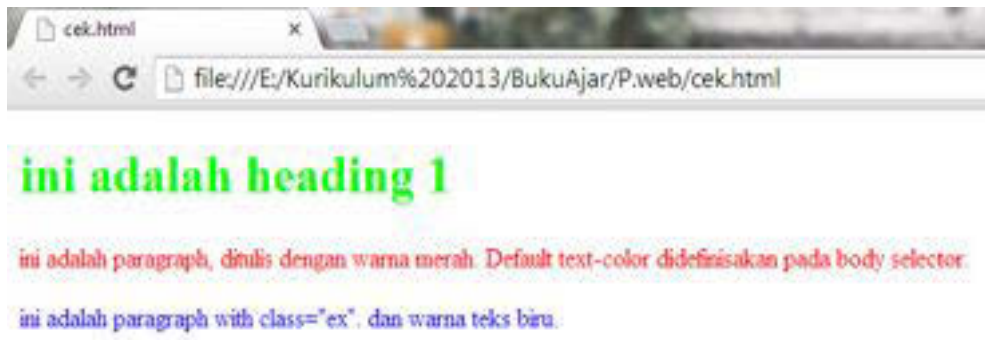 cek.html
file:///E:/Kurikulum%202013/BukuAjar/P.web/cek.html
ini adalah heading 1
ini adalah paragraph, ditulis dengan warna merah. Default text-color didefinisakan pada body selector.
ini adalah paragraph with class="ex". dan warna teks biru.